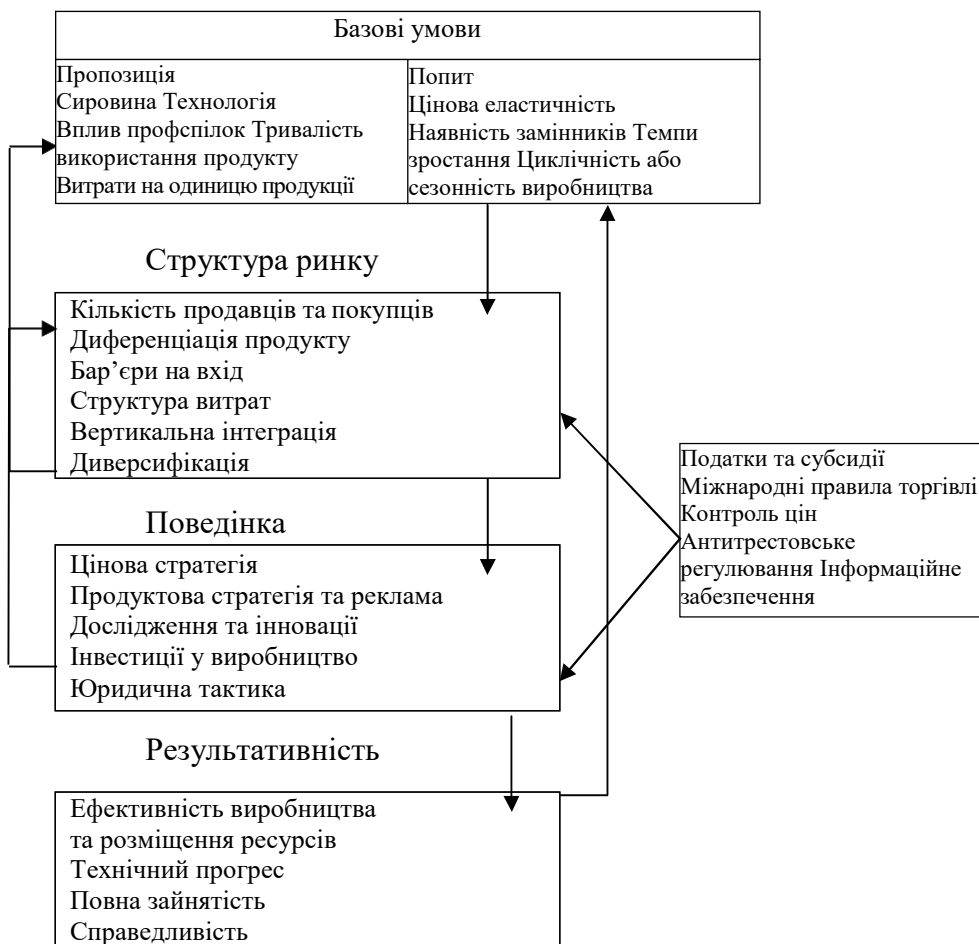 Базові умови
Пропозиція
Сировина Технологія
Вплив профспілок Тривалість
використання продукту
Витрати на одиницю продукції
Попит
Цінова еластичність
Наявність замінників Темпи
зростання Циклічність або
сезонність виробництва
Структура ринку
Кількість продавців та покупців
Диференціація продукту
Бар’єри на вхід
Структура витрат
Вертикальна інтеграція
Диверсифікація
Податки та субсидії
Міжнародні правила торгівлі
Контроль цін
Антитрестовське
регулювання Інформаційне
забезпечення
Поведінка
Цінова стратегія
Продуктова стратегія та реклама
Дослідження та інновації
Інвестиції у виробництво
Юридична тактика
Результативність
Ефективність виробництва
та розміщення ресурсів
Технічний прогрес
Повна зайнятість
Справедливість